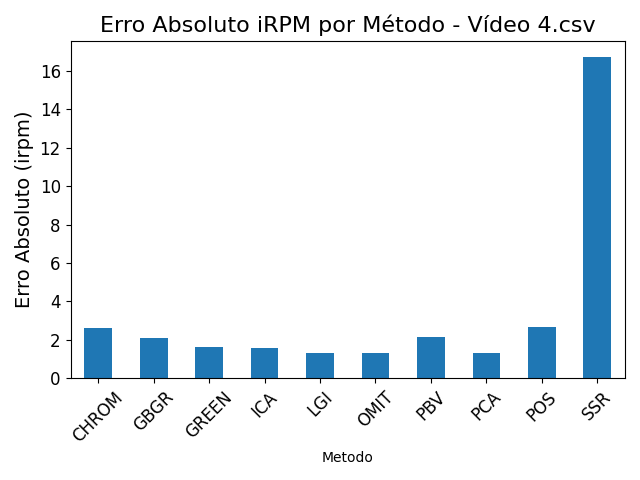 Erro Absoluto iRPM por Método - Vídeo 4.csv
Erro Absoluto (irpm)
16
14
12
10
8
6
4
2
0
CHROM
GBGR
GREEN
ICA
LGI
OMIT
PBV
PCA
POS
SSR
Metodo